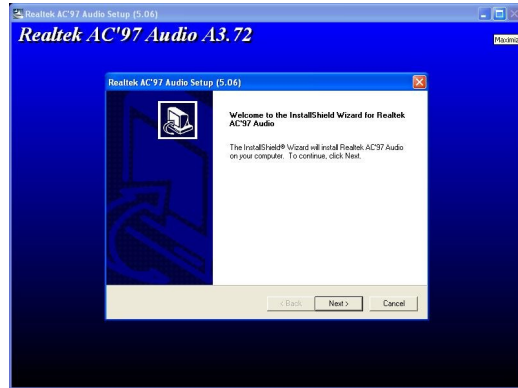 Realtek AC'97 Audio Setup (5.06)
Realtek AC'97 Audio A3.72
Maximiz
Realtek AC'97 Audio Setup (5.06)
Welcome to the InstallShield Wizard for Realtek
AC'97 Audio
The InstallShield® Wizard will install Realtek AC'97 Audio
on your computer. To continue, click Next.
< Back
Next >
Cancel